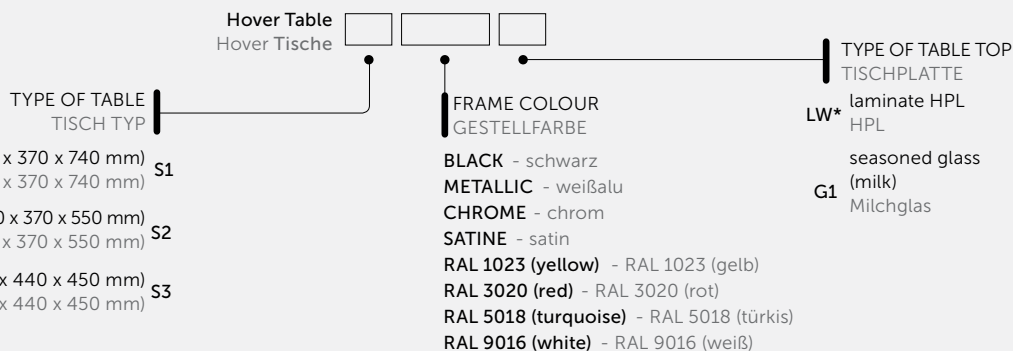 Hover Table
Hover Tische
TYPE OF TABLE
TISCH TYP
x 370 x 740 mm) S1
x 370 x 740 mm)
x 370 x 550 mm) S2
x 370 x 550 mm)
x 440 x 450 mm) S3
x 440 x 450 mm)
FRAME COLOUR
GESTELLFARBE
BLACK - schwarz
METALLIC - weißalu
CHROME - chrom
SATINE - satin
RAL 1023 (yellow) - RAL 1023 (gelb)
RAL 3020 (red) - RAL 3020 (rot)
RAL 5018 (turquoise) - RAL 5018 (türkis)
RAL 9016 (white) - RAL 9016 (weiß)
TYPE OF TABLE TOP
TISCHPLATTE
LW* laminate HPL
HPL
seasoned glass
G1 (milk)
Milchglas